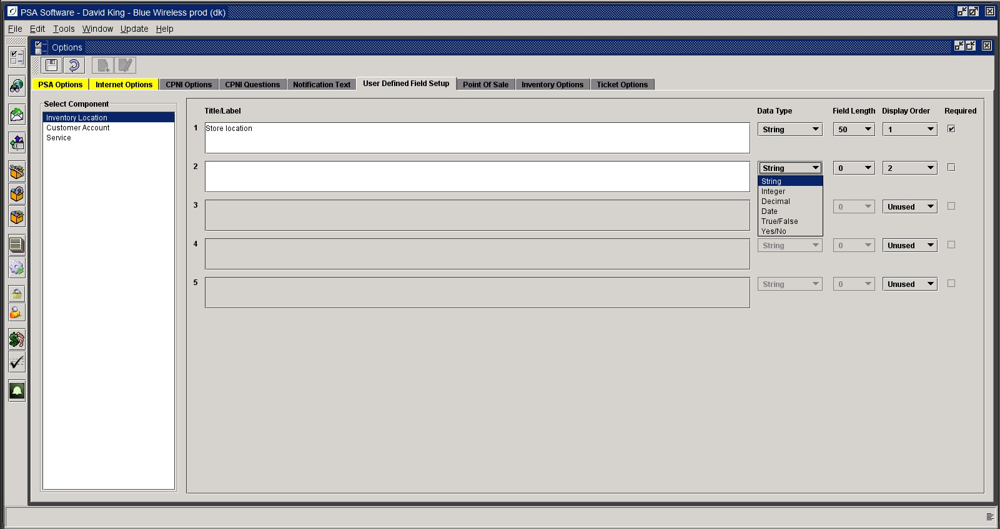 PSA Software - David King - Blue Wireless prod (dk)
File Edit Tools Window Update Help
Options
PSA Options Internet Options CPNI Options CPNI Questions Notification Text User Defined Field Setup Point Of Sale Inventory Options Ticket Options
Select Component
Inventory Location
Customer Account
Service
Title/Label Data Type Field Length Display Order Required
1 Store location String 50 1
2 String 0 2
String
Integer
Decimal
Date
True/False
Yes/No
3 0 Unused
4 String 0 Unused
5 String 0 Unused